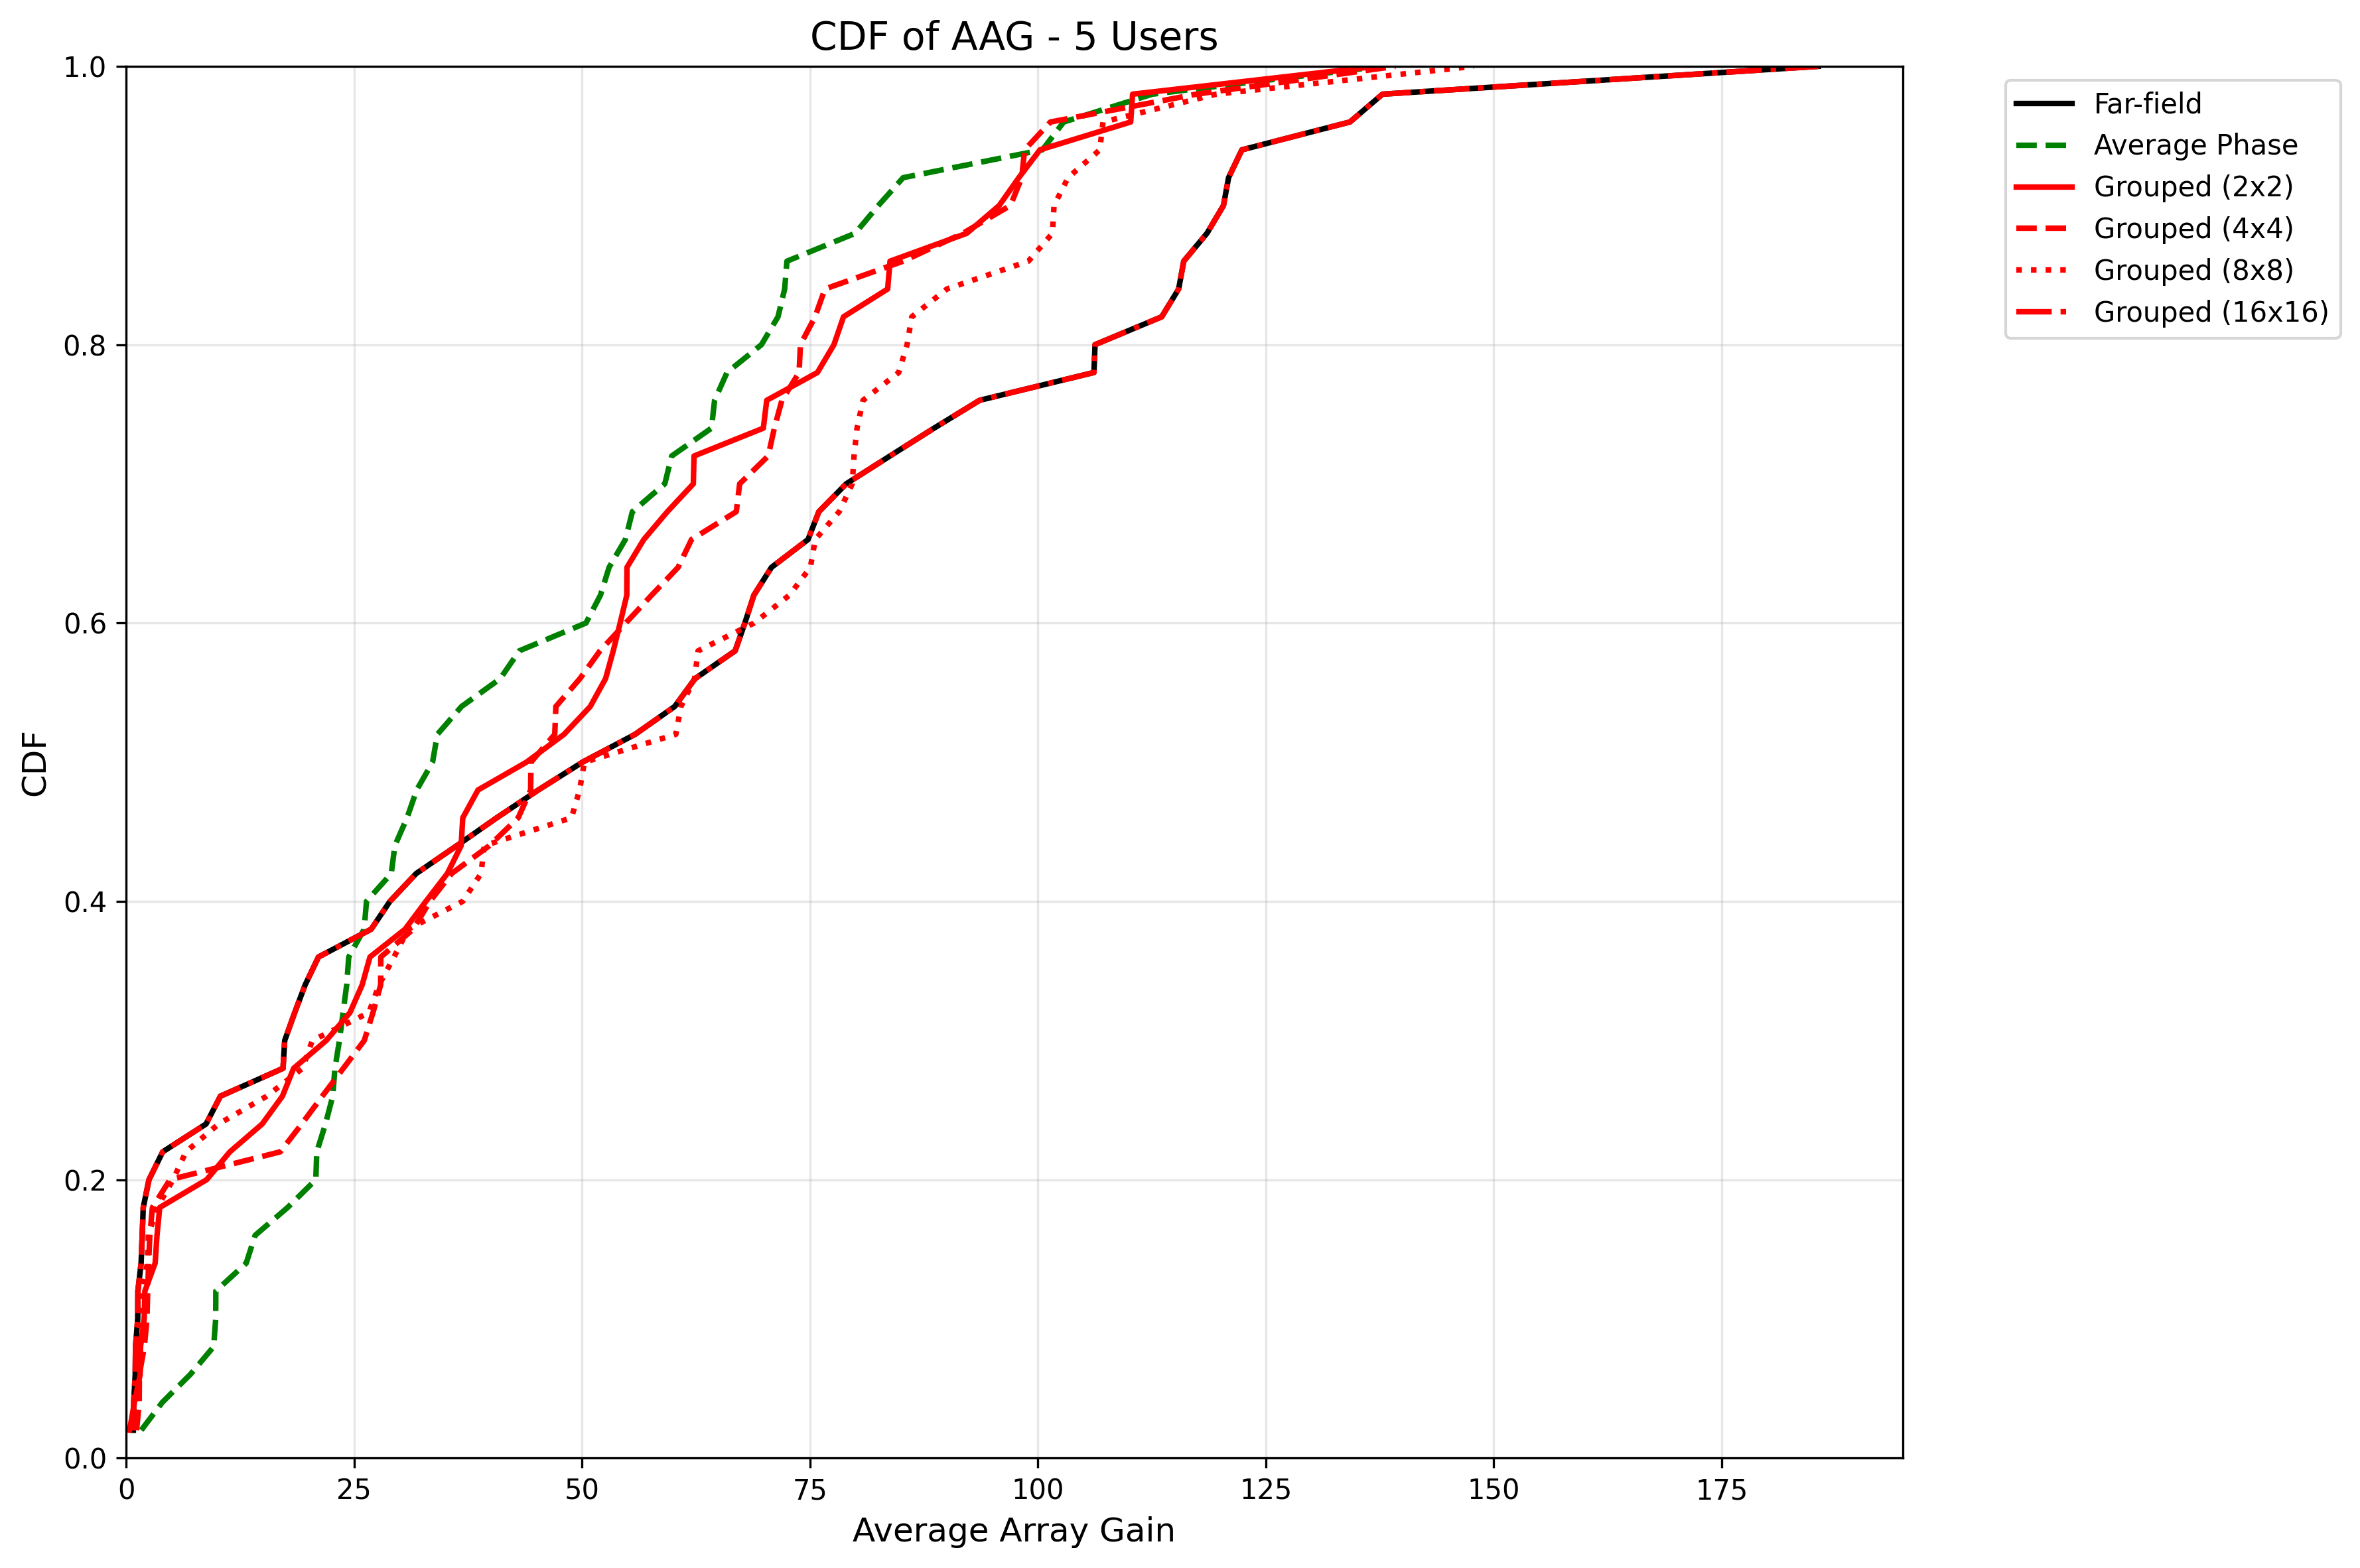 CDF of AAG - 5 Users
1.0
0.8
0.6
0.4
0.2
0.0
CDF
0 25 50 75 100 125 150 175
Average Array Gain
Far-field
Average Phase
Grouped (2x2)
Grouped (4x4)
Grouped (8x8)
Grouped (16x16)